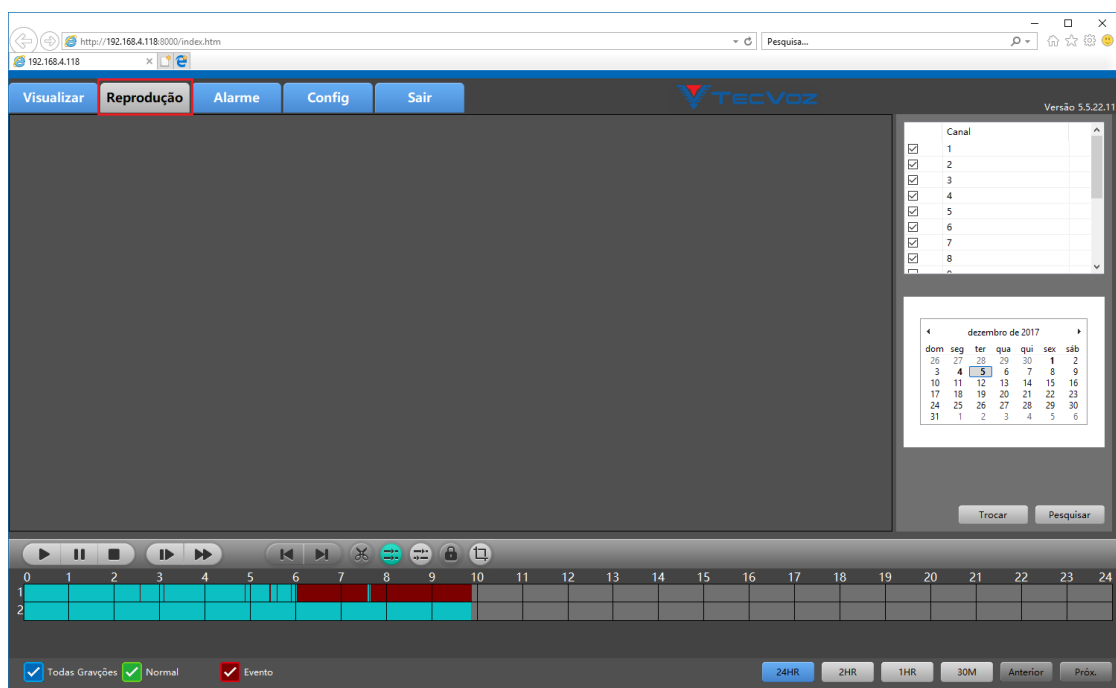 http://192.168.4.118:8000/index.htm
Pesquisa...
192.168.4.118
Visualizar Reprodução Alarme Config Sair
TecVoz
Versão 5.5.22.11
Canal
1
2
3
4
5
6
7
8
dezembro de 2017
dom seg ter qua qui sex sáb
26 27 28 29 30 1 2
3 4 5 6 7 8 9
10 11 12 13 14 15 16
17 18 19 20 21 22 23
24 25 26 27 28 29 30
31 1 2 3 4 5 6
Trocar Pesquisar
0 1 2 3 4 5 6 7 8 9 10 11 12 13 14 15 16 17 18 19 20 21 22 23 24
1
2
Todas Gravções Normal Evento
24HR 2HR 1HR 30M Anterior Próx.